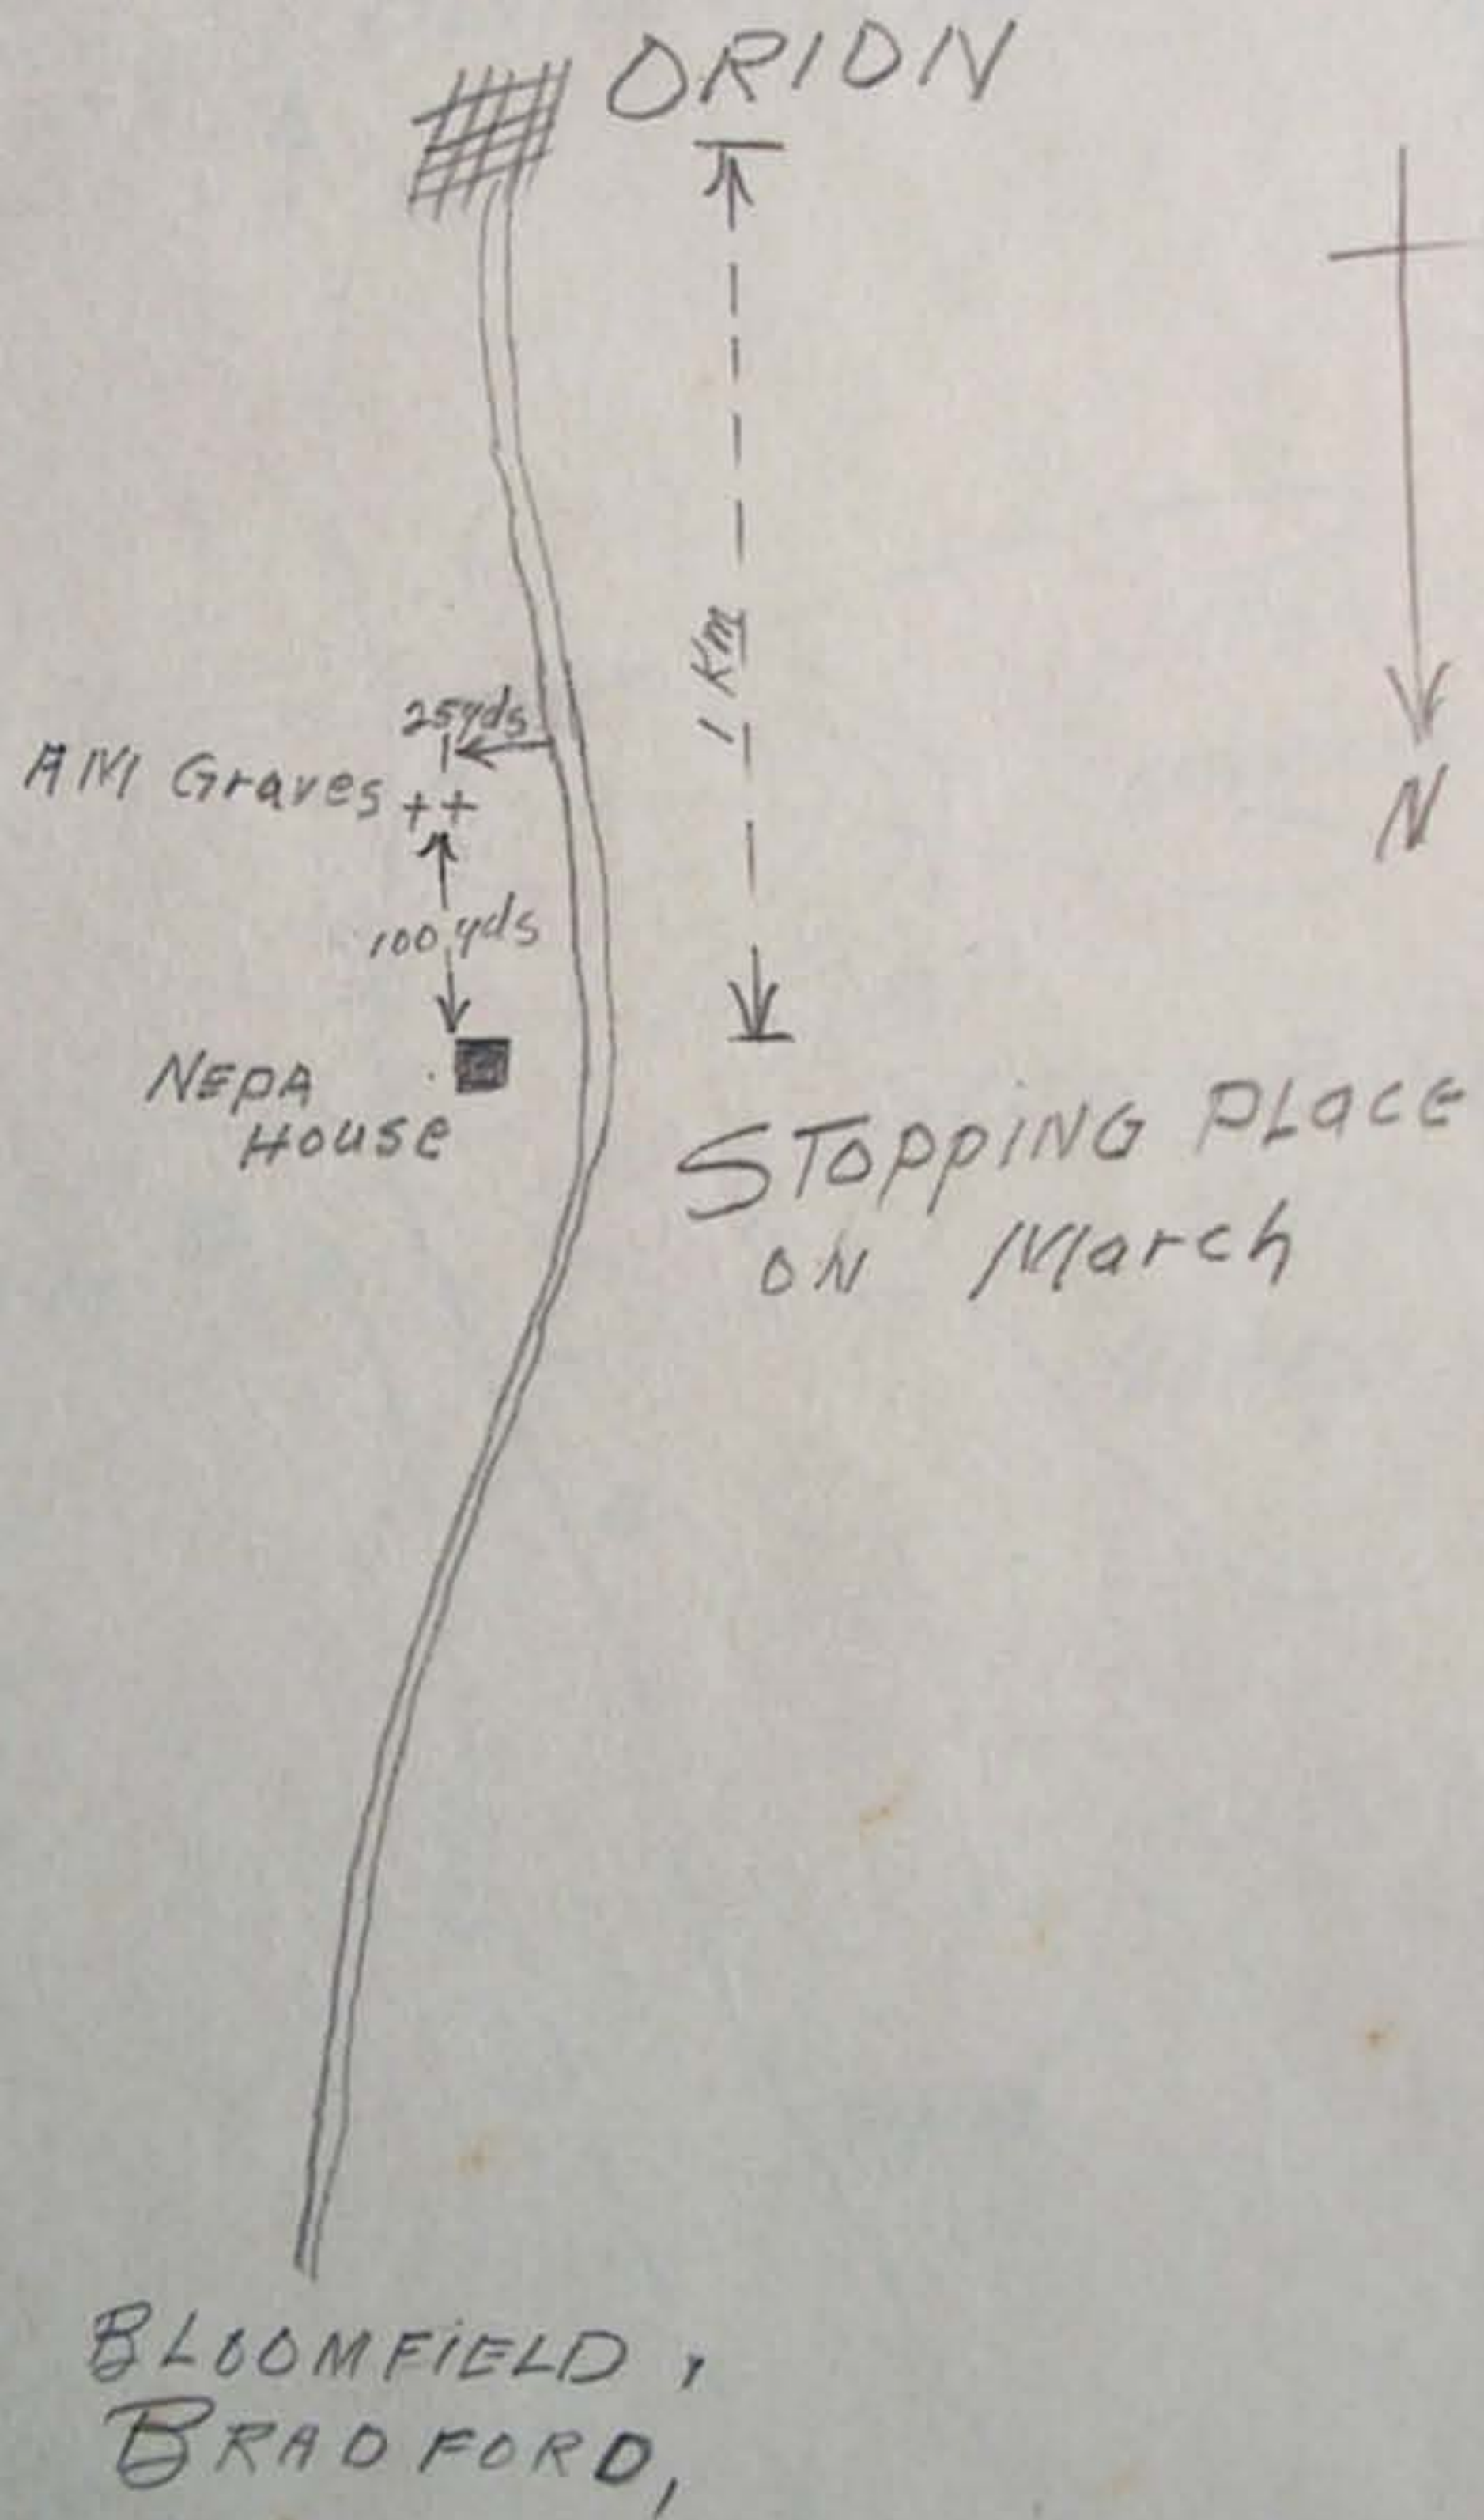 ORION
1 Km
25yds
AM Graves ++
100 yds
NEPA
HOUSE
N
STOPPING PLACE
ON March
BLOOMFIELD,
BRADFORD,